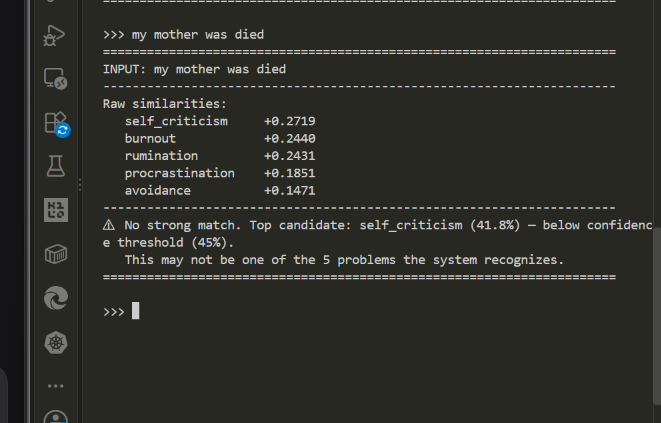 ======================================================================
>>> my mother was died
======================================================================
INPUT: my mother was died
----------------------------------------------------------------------
Raw similarities:
self_criticism +0.2719
burnout +0.2440
rumination +0.2431
procrastination +0.1851
avoidance +0.1471
----------------------------------------------------------------------
⚠ No strong match. Top candidate: self_criticism (41.8%) — below confidenc
e threshold (45%).
This may not be one of the 5 problems the system recognizes.
======================================================================
>>>